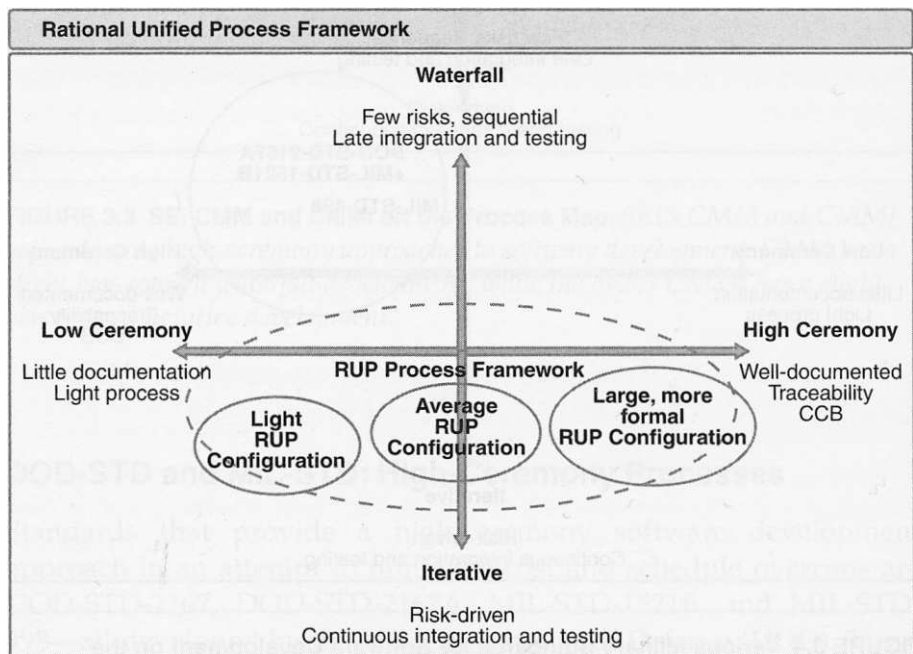 Rational Unified Process Framework
Waterfall
Few risks, sequential
Late integration and testing
Low Ceremony
High Ceremony
Little documentation
Light process
RUP Process Framework
Well-documented
Traceability
CCB
Light
RUP
Configuration
Average
RUP
Configuration
Large, more
formal
RUP Configuration
Iterative
Risk-driven
Continuous integration and testing